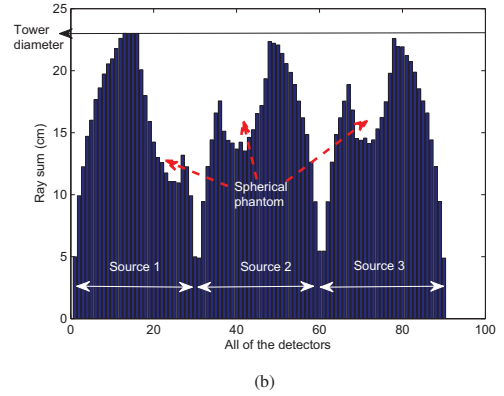 25
Tower
diameter
20
15
10
5
0
Ray sum (cm)
Spherical
phantom
Source 1
Source 2
Source 3
0
20
40
60
80
100
All of the detectors
(b)